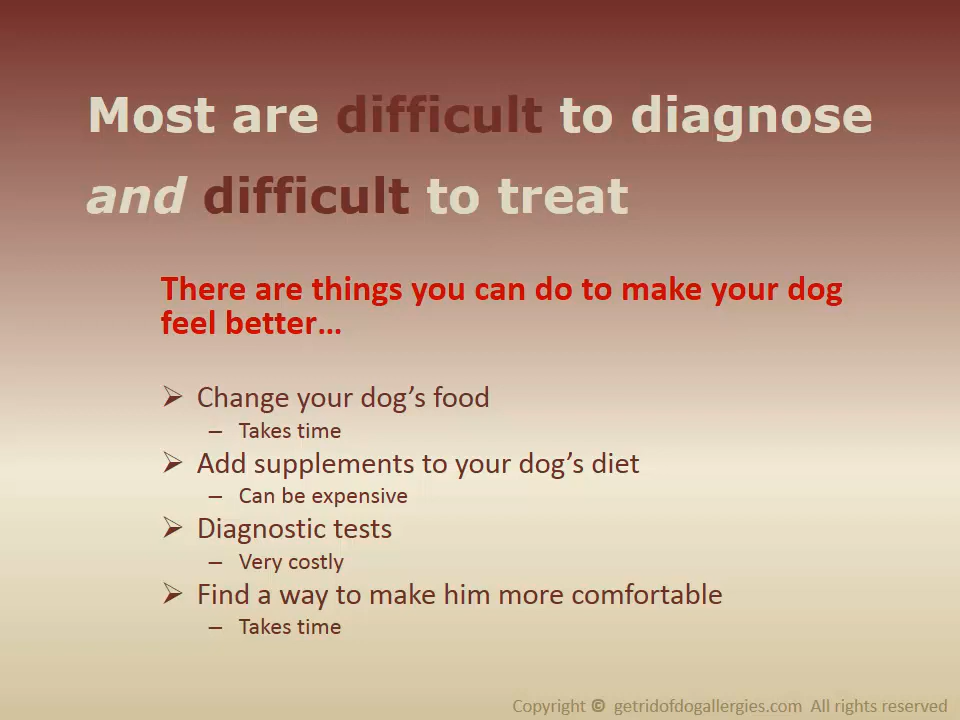 Most are difficult to diagnose
and difficult to treat
There are things you can do to make your dog
feel better…
➢ Change your dog’s food
– Takes time
➢ Add supplements to your dog’s diet
– Can be expensive
➢ Diagnostic tests
– Very costly
➢ Find a way to make him more comfortable
– Takes time
Copyright © getridofdogallergies.com All rights reserved